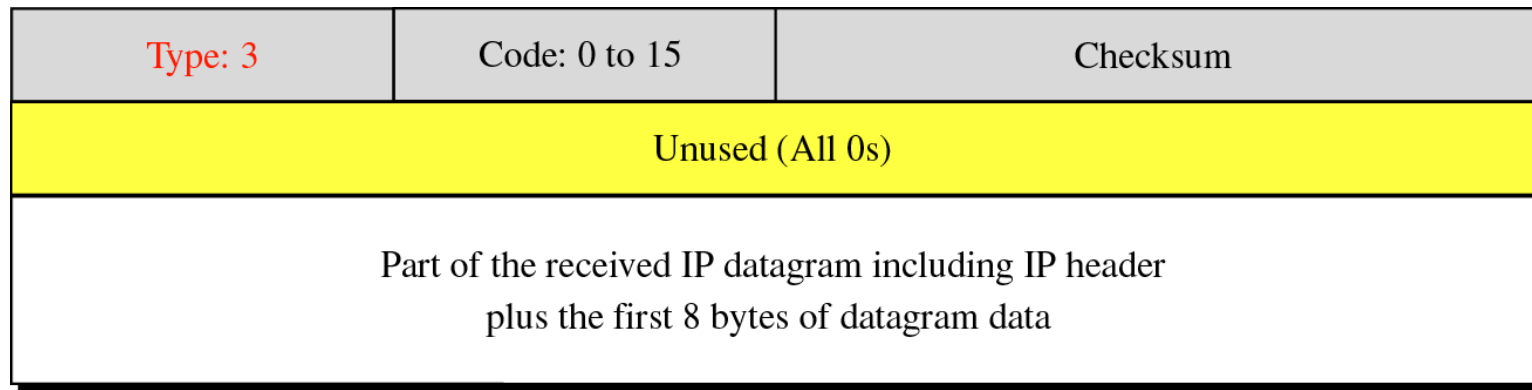 Type: 3
Code: 0 to 15
Checksum
Unused (All 0s)
Part of the received IP datagram including IP header
plus the first 8 bytes of datagram data